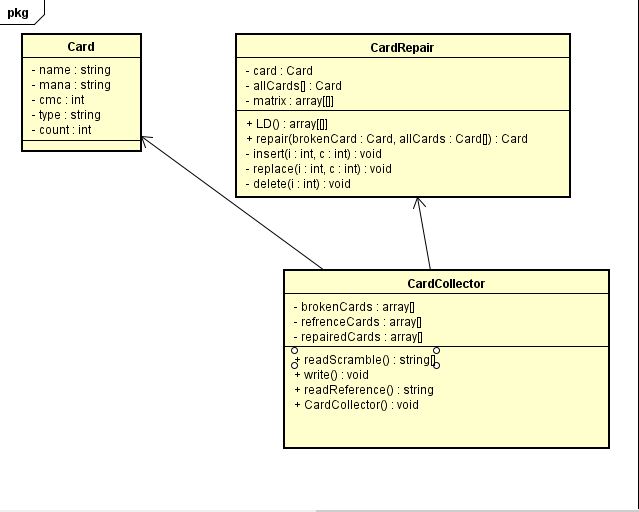 pkg
Card
- name : string
- mana : string
- cmc : int
- type : string
- count : int
CardRepair
- card : Card
- allCards[] : Card
- matrix : array[[]]
+ LD() : array[[]]
+ repair(brokenCard : Card, allCards : Card[]) : Card
- insert(i : int, c : int) : void
- replace(i : int, c : int) : void
- delete(i : int) : void
CardCollector
- brokenCards : array[]
- refrenceCards : array[]
- repairedCards : array[]
+ readScramble() : string[]
+ write() : void
+ readReference() : string
+ CardCollector() : void